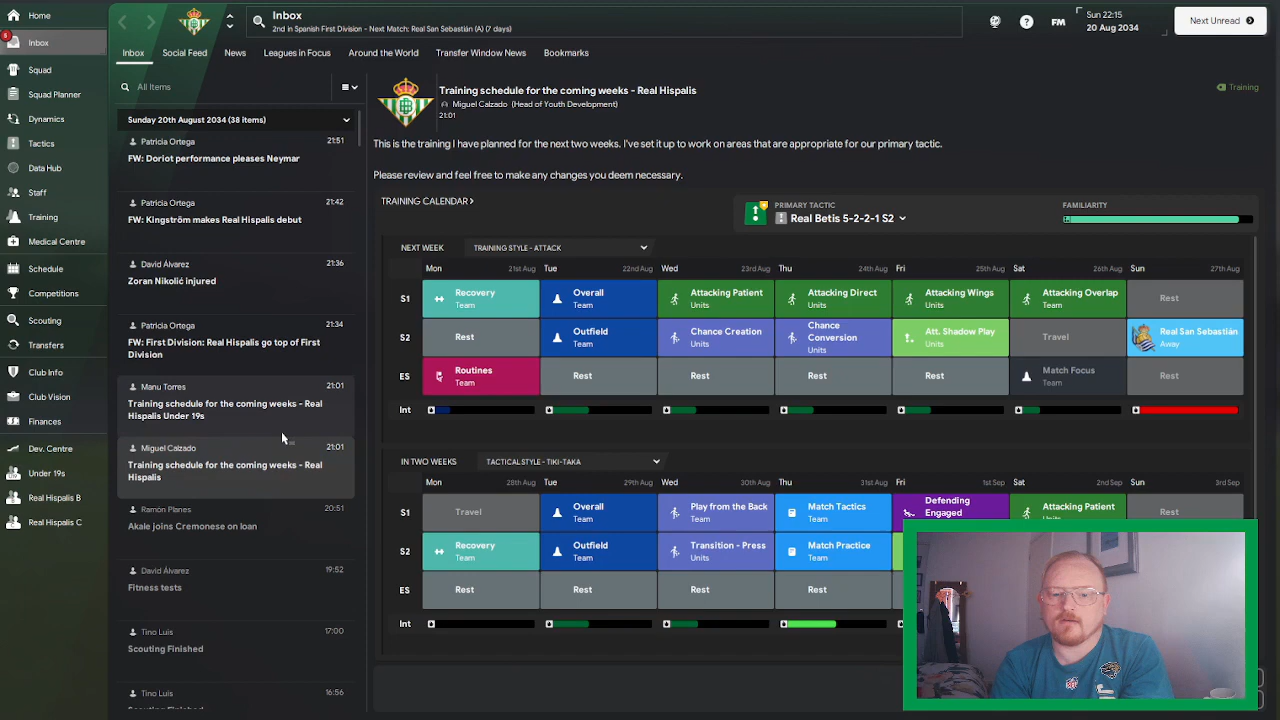 Home
Inbox
Squad
Squad Planner
Dynamics
Tactics
Data Hub
Staff
Training
Medical Centre
Schedule
Competitions
Scouting
Transfers
Club Info
Club Vision
Finances
Dev. Centre
Under 19s
Real Hispalis B
Real Hispalis C
Inbox
2nd in Spanish First Division - Next Match: Real San Sebastián (A) (7 days)
FM
Sun 22:15
20 Aug 2034
Next Unread
Inbox Social Feed News Leagues in Focus Around the World Transfer Window News Bookmarks
All Items
Sunday 20th August 2034 (38 items)
Patricia Ortega 21:51
FW: Doriot performance pleases Neymar
Patricia Ortega 21:42
FW: Kingström makes Real Hispalis debut
David Álvarez 21:36
Zoran Nikolić injured
Patricia Ortega 21:34
FW: First Division: Real Hispalis go top of First
Division
Manu Torres 21:01
Training schedule for the coming weeks - Real
Hispalis Under 19s
Miguel Calzado 21:01
Training schedule for the coming weeks - Real
Hispalis
Ramón Planes 20:51
Akale joins Cremonese on loan
David Álvarez 19:52
Fitness tests
Tino Luis 17:00
Scouting Finished
Tino Luis 16:56
Training schedule for the coming weeks - Real Hispalis
Miguel Calzado (Head of Youth Development)
21:01
Training
This is the training I have planned for the next two weeks. I've set it up to work on areas that are appropriate for our primary tactic.
Please review and feel free to make any changes you deem necessary.
TRAINING CALENDAR
PRIMARY TACTIC
Real Betis 5-2-2-1 S2
FAMILIARITY
NEXT WEEK TRAINING STYLE - ATTACK
Mon 21st Aug Tue 22nd Aug Wed 23rd Aug Thu 24th Aug Fri 25th Aug Sat 26th Aug Sun 27th Aug
S1 Recovery Team Overall Team Attacking Patient Units Attacking Direct Units Attacking Wings Units Attacking Overlap Team Rest
S2 Rest Outfield Team Chance Creation Units Chance Conversion Units Att. Shadow Play Units Travel Real San Sebastián Away
ES Routines Team Rest Rest Rest Rest Match Focus Team Rest
Int
IN TWO WEEKS TACTICAL STYLE - TIKI-TAKA
Mon 28th Aug Tue 29th Aug Wed 30th Aug Thu 31st Aug Fri 1st Sep Sat 2nd Sep Sun 3rd Sep
S1 Travel Overall Team Play from the Back Team Match Tactics Team Defending Engaged Attacking Patient Rest
S2 Recovery Team Outfield Team Transition - Press Units Match Practice Team
ES Rest Rest Rest Rest
Int